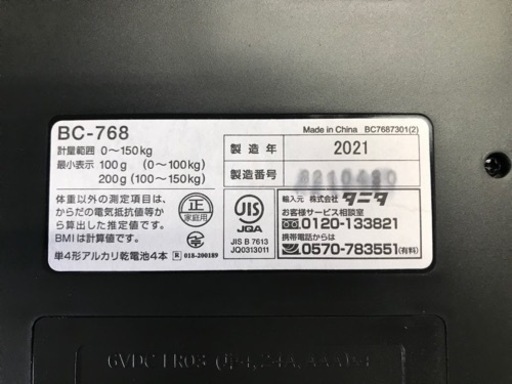 Made in China BC7687301(2)
BC-768
計量範囲 0~150kg
最小表示 100g (0~100kg)
200g (100~150kg)
製造年 2021
製造番号
体重以外の測定項目は、
からだの電気抵抗値等か
ら算出した推定値です。
BMIは計算値です。
単4形アルカリ乾電池4本
正
家庭用
R 018-200189
JIS
JQA
JIS B 7613
JQ0313011
輸入元 株式会社 タニタ
お客様サービス相談室
0120-133821
携帯電話からは
0570-783551(有料)